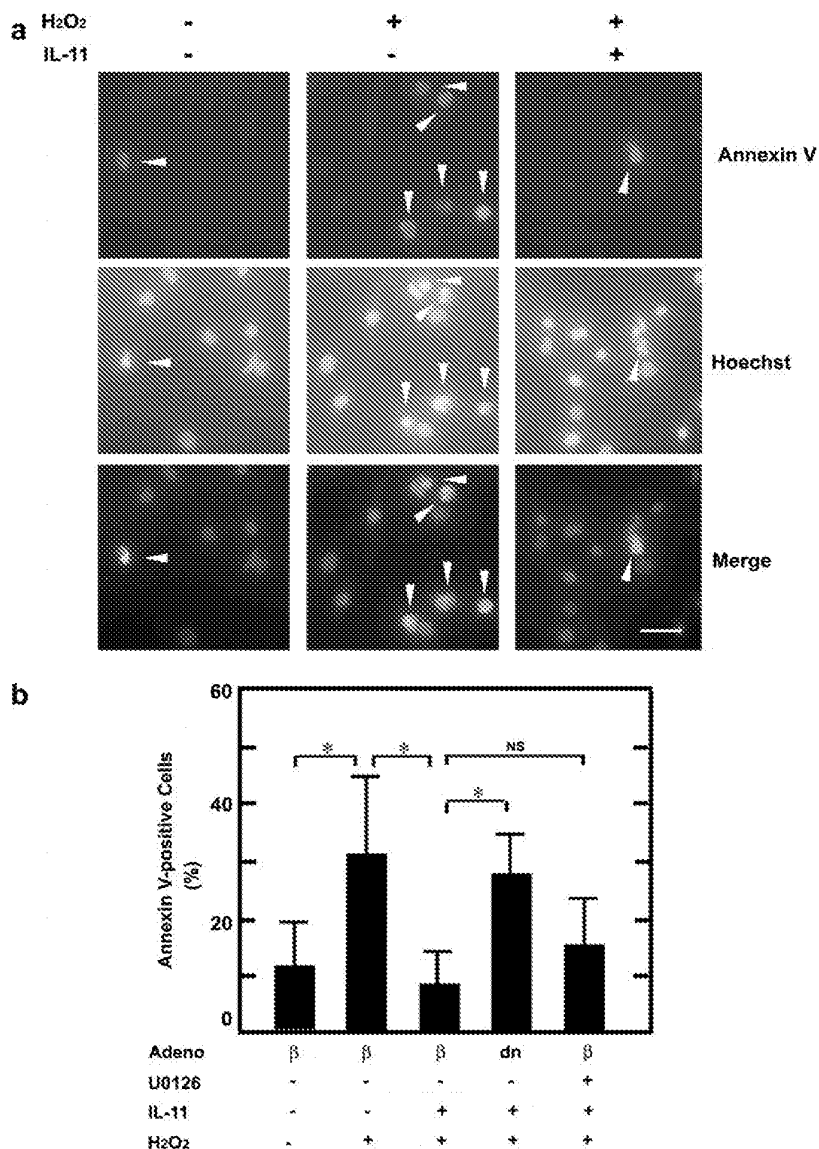 a
H₂O₂ - + +
IL-11 - - +
Annexin V
Hoechst
Merge
b
Annexin V-positive Cells
(%)
60
40
20
0
* * NS
*
Adeno β β β dn β
U0126 - - - - +
IL-11 - - + + +
H₂O₂ - + + + +